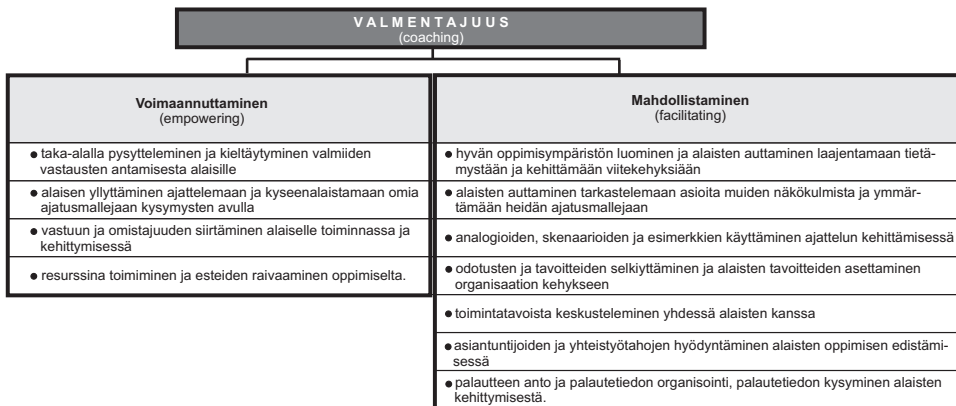 VALMENTAJUUS
(coaching)
Voimaannuttaminen
(empowering)
● taka-alalla pysytteleminen ja kieltäytyminen valmiiden
vastausten antamisesta alaisille
● alaisen yllyttäminen ajattelemaan ja kyseenalaistamaan omia
ajatusmallejaan kysymysten avulla
● vastuun ja omistajuuden siirtäminen alaiselle toiminnassa ja
kehittymisessä
● resurssina toimiminen ja esteiden raivaaminen oppimiselta.
Mahdollistaminen
(facilitating)
● hyvän oppimisympäristön luominen ja alaisten auttaminen laajentamaan tietä-
mystään ja kehittämään viitekehyksiään
● alaisten auttaminen tarkastelemaan asioita muiden näkökulmista ja ymmär-
tämään heidän ajatusmallejaan
● analogioiden, skenaarioiden ja esimerkkien käyttäminen ajattelun kehittämisessä
● odotusten ja tavoitteiden selkiyttäminen ja alaisten tavoitteiden asettaminen
organisaation kehykseen
● toimintatavoista keskusteleminen yhdessä alaisten kanssa
● asiantuntijoiden ja yhteistyötahojen hyödyntäminen alaisten oppimisen edistämi-
sessä
● palautteen anto ja palautetiedon organisointi, palautetiedon kysyminen alaisten
kehittymisestä.